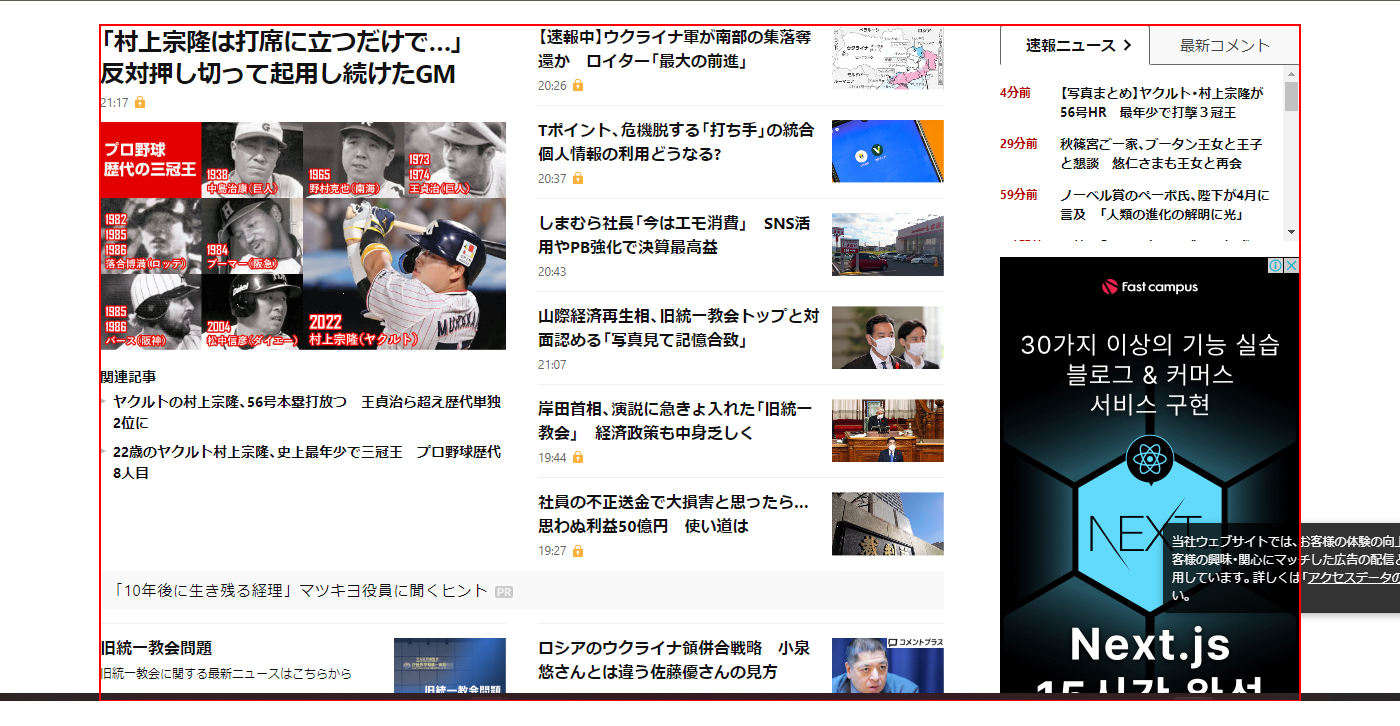 「村上宗隆は打席に立つだけで…」
反対押し切って起用し続けたGM
21:17
プロ野球
歴代の三冠王
1938
中島治康(巨人)
1965
野村克也(南海)
1973
1974
王貞治(巨人)
1982
1985
1986
落合博満(ロッテ)
1984
ブーマー(阪急)
1985
1986
バース(阪神)
2004
松中信彦(ダイエー)
2022
村上宗隆(ヤクルト)
関連記事
ヤクルトの村上宗隆、56号本塁打放つ　王貞治ら超え歴代単独
2位に
22歳のヤクルト村上宗隆、史上最年少で三冠王　プロ野球歴代
8人目
【速報中】ウクライナ軍が南部の集落奪
還か　ロイター「最大の前進」
20:26
ウクライナ
ロシア
Tポイント、危機脱する「打ち手」の統合
個人情報の利用どうなる?
20:37
しまむら社長「今はエモ消費」　SNS活
用やPB強化で決算最高益
20:43
山際経済再生相、旧統一教会トップと対
面認める「写真見て記憶合致」
21:07
岸田首相、演説に急きょ入れた「旧統一
教会」　経済政策も中身乏しく
19:44
社員の不正送金で大損害と思ったら…
思わぬ利益50億円　使い道は
19:27
「10年後に生き残る経理」マツキヨ役員に聞くヒント PR
旧統一教会問題
旧統一教会に関する最新ニュースはこちらから
旧統一教会問題
ロシアのウクライナ領併合戦略　小泉
悠さんとは違う佐藤優さんの見方
コメントプラス
速報ニュース
最新コメント
4分前
【写真まとめ】ヤクルト・村上宗隆が
56号HR　最年少で打撃３冠王
29分前
秋篠宮ご一家、ブータン王女と王子
と懇談　悠仁さまも王女と再会
59分前
ノーベル賞のペーボ氏、陛下が4月に
言及　「人類の進化の解明に光」
fast campus
30가지 이상의 기능 실습
블로그 & 커머스
서비스 구현
NEXT
当社ウェブサイトでは、お客様の体験の向上
客様の興味・関心にマッチした広告の配信と
用しています。詳しくは「アクセスデータの
い。
Next.js
15시간 완성